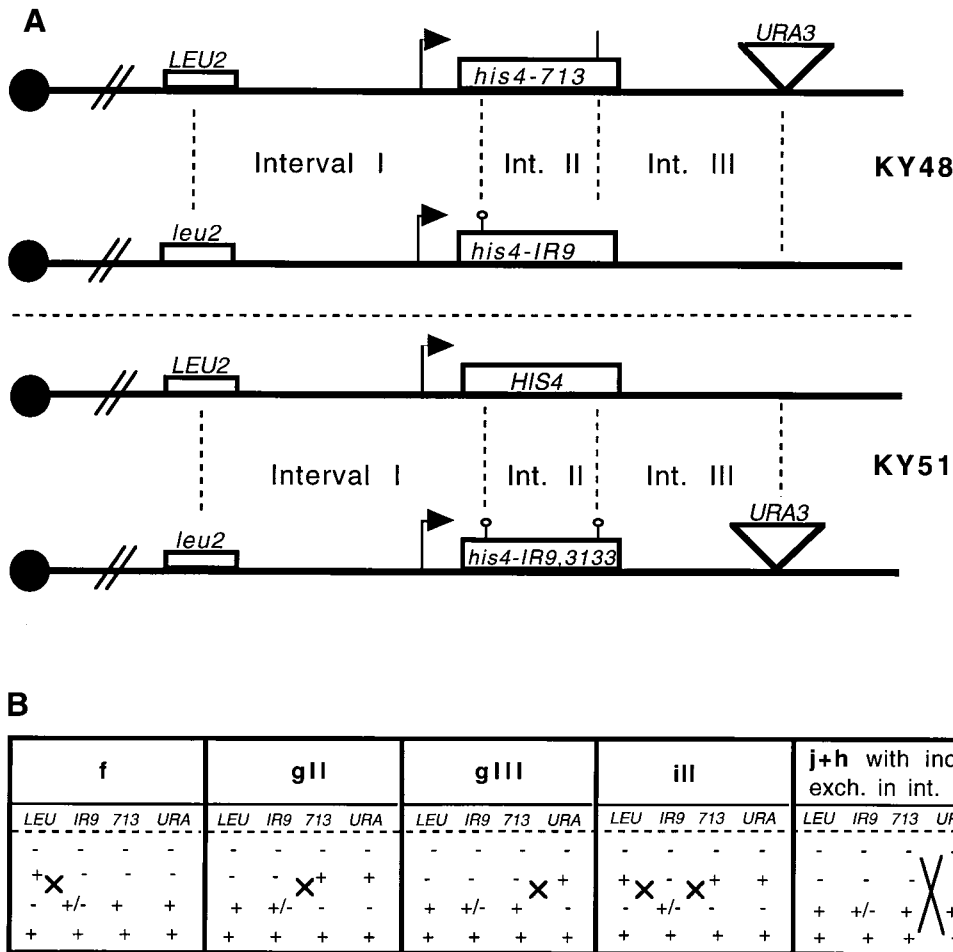 A
LEU2 his4-713 URA3
Interval I Int. II Int. III KY48
leu2 his4-IR9
LEU2 HIS4
Interval I Int. II Int. III KY51
leu2 his4-IR9,3133 URA3
B
f gII gIII iII j+h with
exch. in int.
LEU IR9 713 URA LEU IR9 713 URA LEU IR9 713 URA LEU IR9 713 URA LEU IR9 713
- - - - - - - - - - - - - - - - - - - -
+ - - - - - + + - - - + + - + + - - -
- +/- + + + +/- - - + +/- + - - +/- - - + +/- + +
+ + + + + + + + + + + + + + + + + + + +